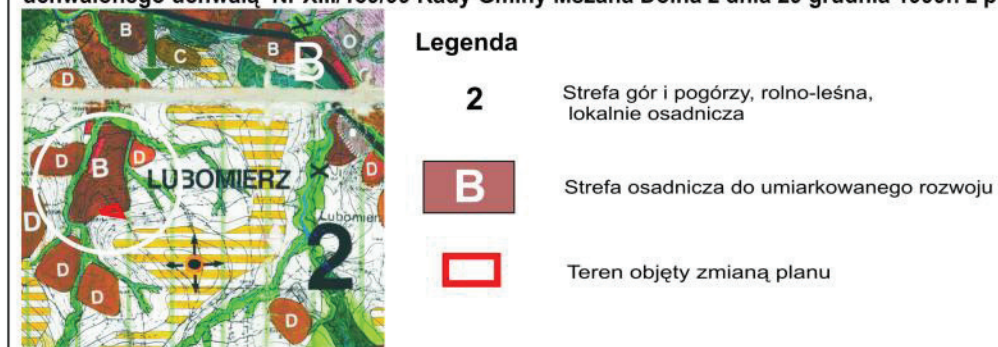 Legenda
2 Strefa gór i pogórzy, rolno-leśna,
lokalnie osadnicza
B Strefa osadnicza do umiarkowanego rozwoju
Teren objęty zmianą planu
B
B
B
C
O
D
D
B
D
D
LUBOMIERZ
D
Lubomierz
2
D
D
D
D